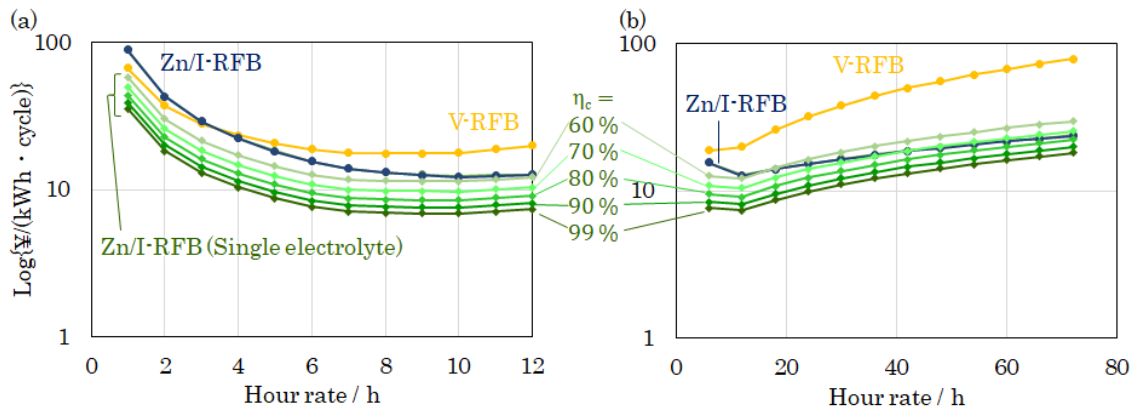 (a)
100
10
1
Log{¥/(kWh・cycle)}
Zn/I-RFB
V-RFB
Zn/I-RFB (Single electrolyte)
0 2 4 6 8 10 12
Hour rate / h
η_c =
60 %
70 %
80 %
90 %
99 %
(b)
100
10
1
V-RFB
Zn/I-RFB
0 20 40 60 80
Hour rate / h